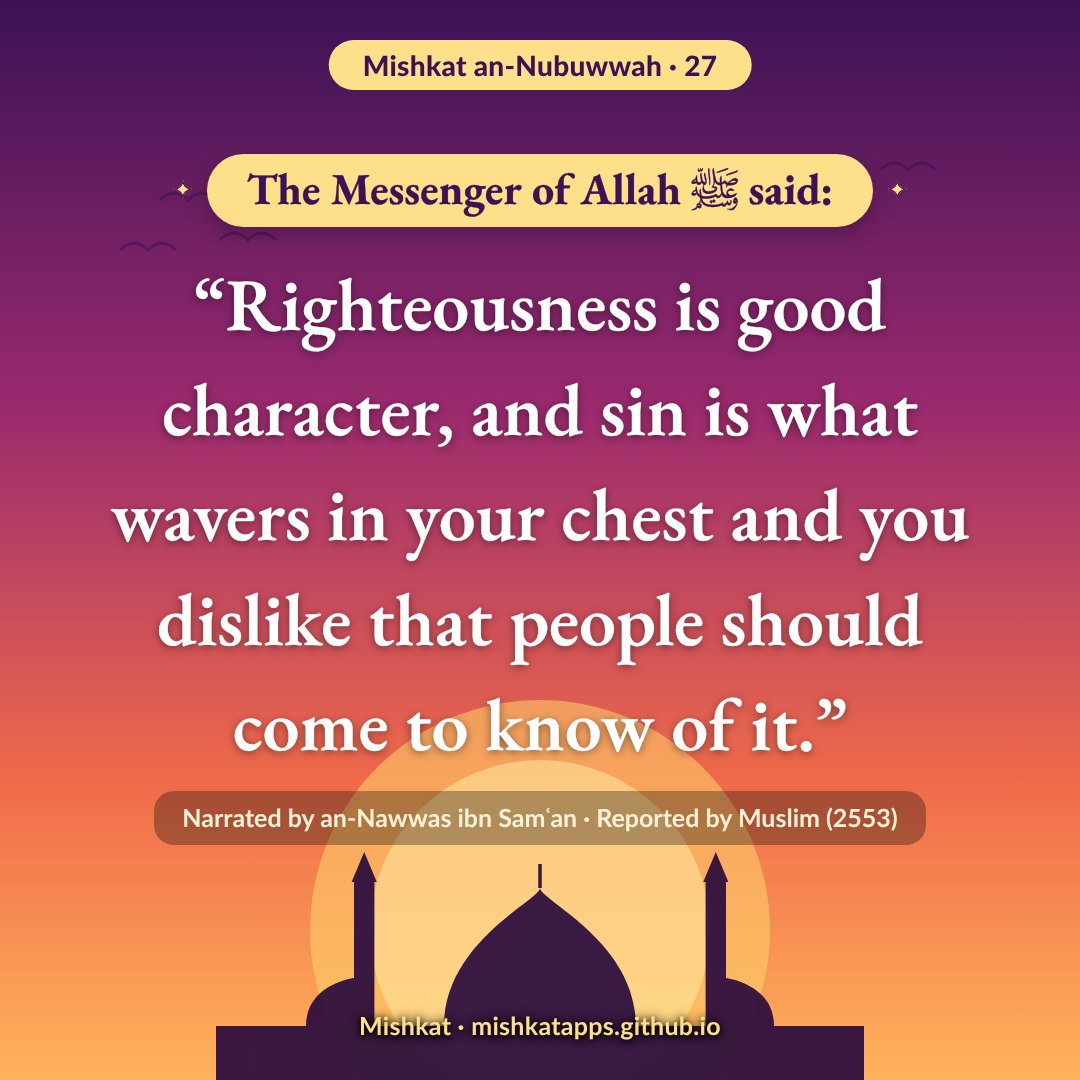 Mishkat an-Nubuwwah · 27
The Messenger of Allah ﷺ said:
“Righteousness is good
character, and sin is what
wavers in your chest and you
dislike that people should
come to know of it.”
Narrated by an-Nawwas ibn Samʿan · Reported by Muslim (2553)
Mishkat · mishkatapps.github.io